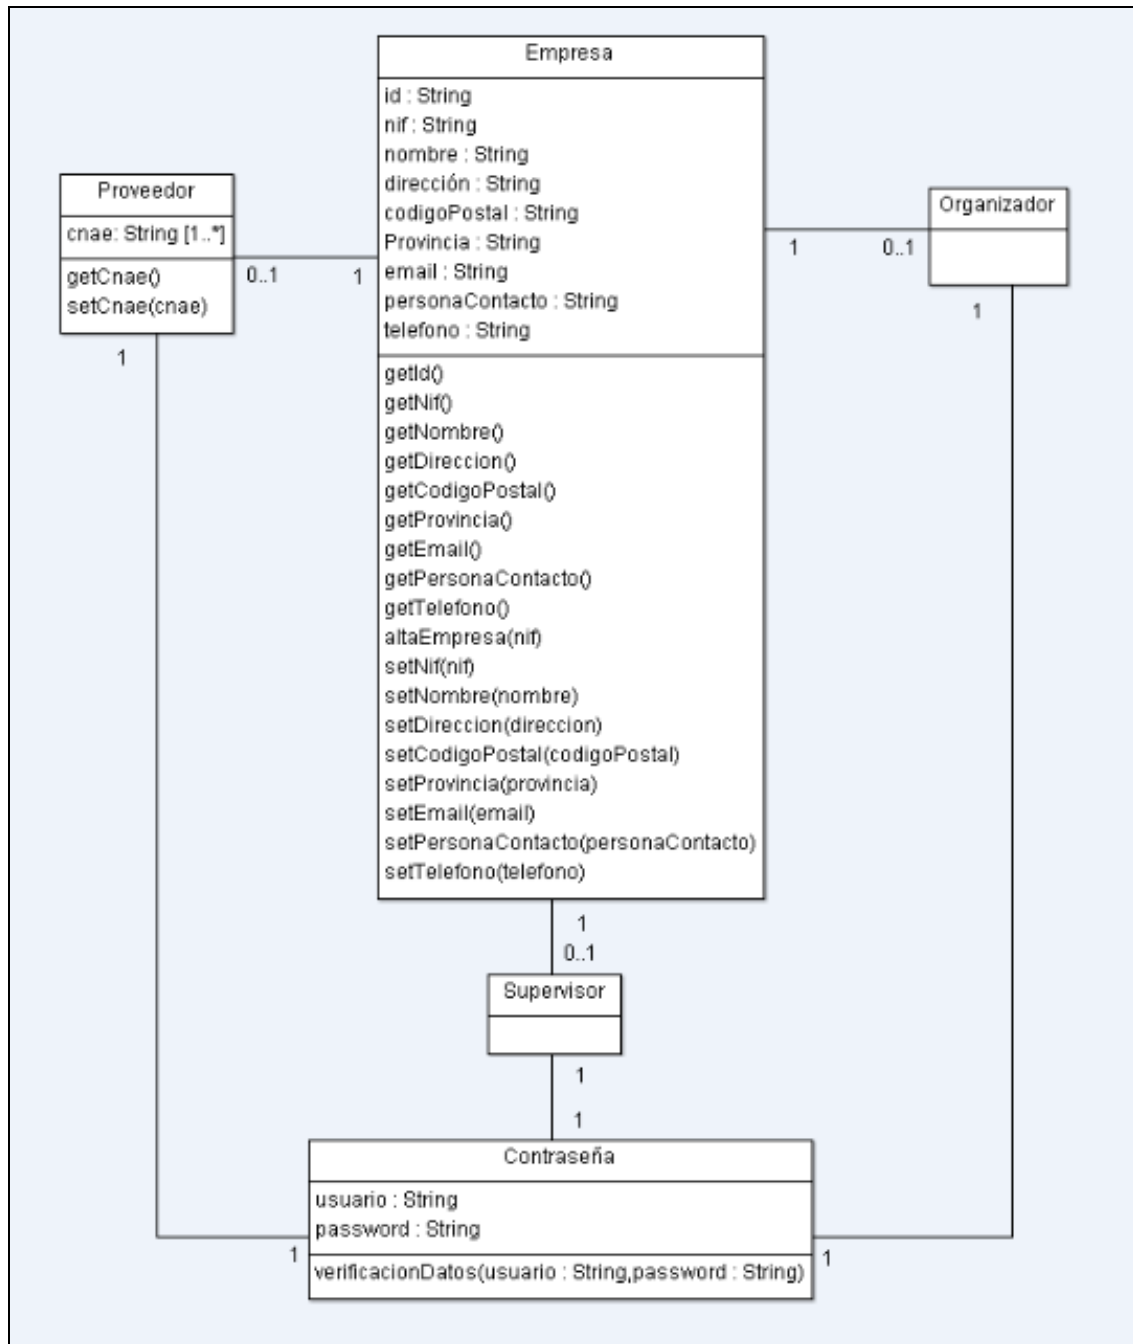 Empresa
id : String
nif : String
nombre : String
dirección : String
codigoPostal : String
Provincia : String
email : String
personaContacto : String
telefono : String
getId()
getNif()
getNombre()
getDireccion()
getCodigoPostal()
getProvincia()
getEmail()
getPersonaContacto()
getTelefono()
altaEmpresa(nif)
setNif(nif)
setNombre(nombre)
setDireccion(direccion)
setCodigoPostal(codigoPostal)
setProvincia(provincia)
setEmail(email)
setPersonaContacto(personaContacto)
setTelefono(telefono)
Proveedor
cnae: String [1..*]
getCnae()
setCnae(cnae)
0..1
1
1
Organizador
1
0..1
1
1
0..1
Supervisor
1
1
Contraseña
usuario : String
password : String
verificacionDatos(usuario : String,password : String)
1
1